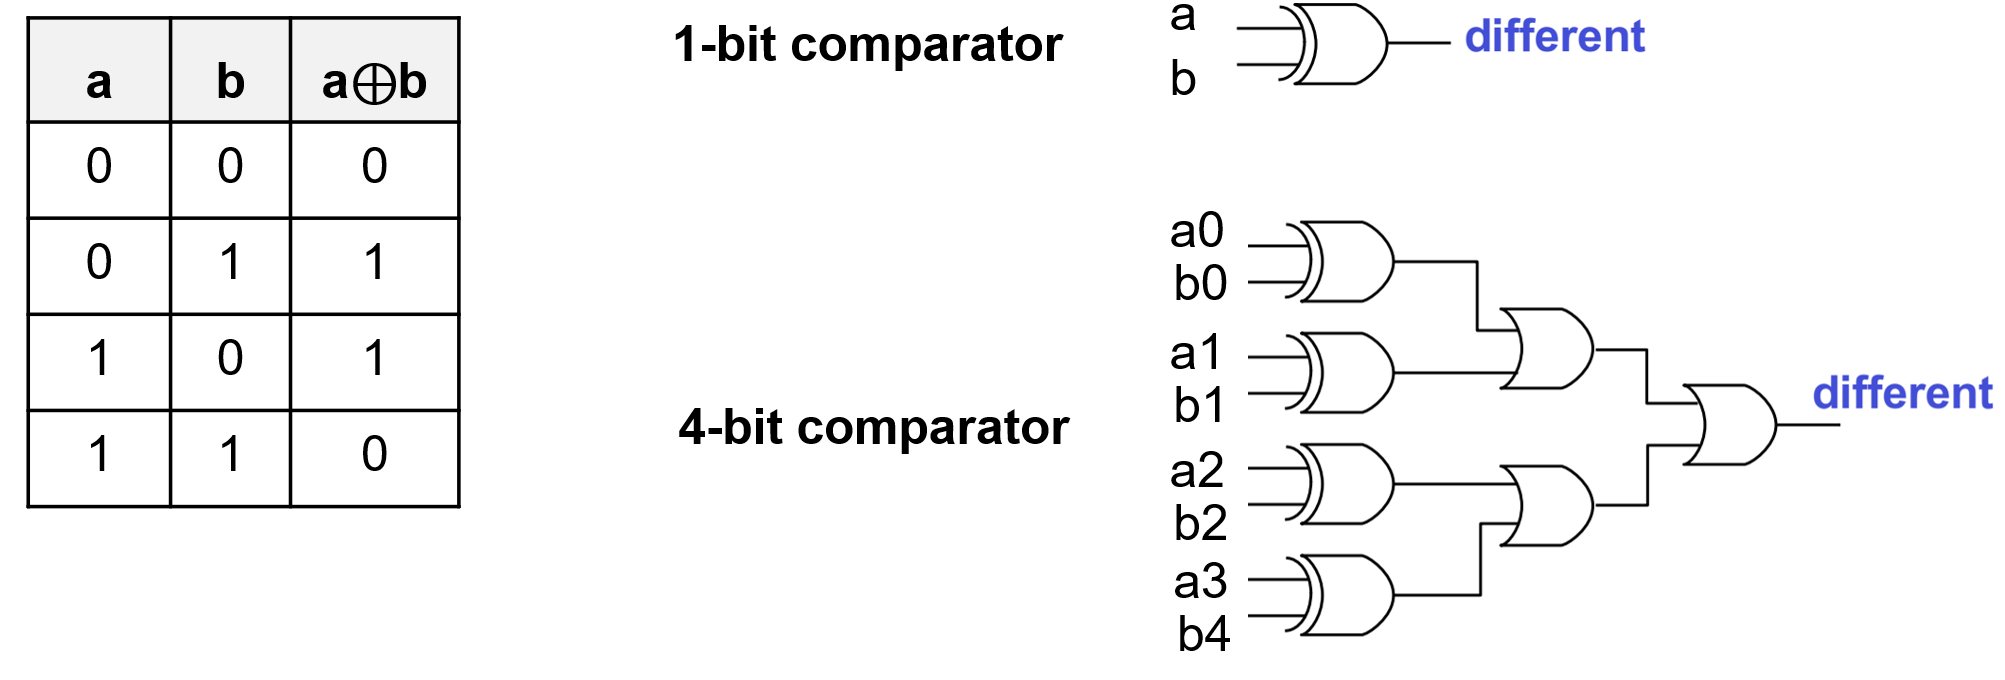 a b a⊕b
0 0 0
0 1 1
1 0 1
1 1 0
1-bit comparator
a
b
different
4-bit comparator
a0
b0
a1
b1
a2
b2
a3
b4
different